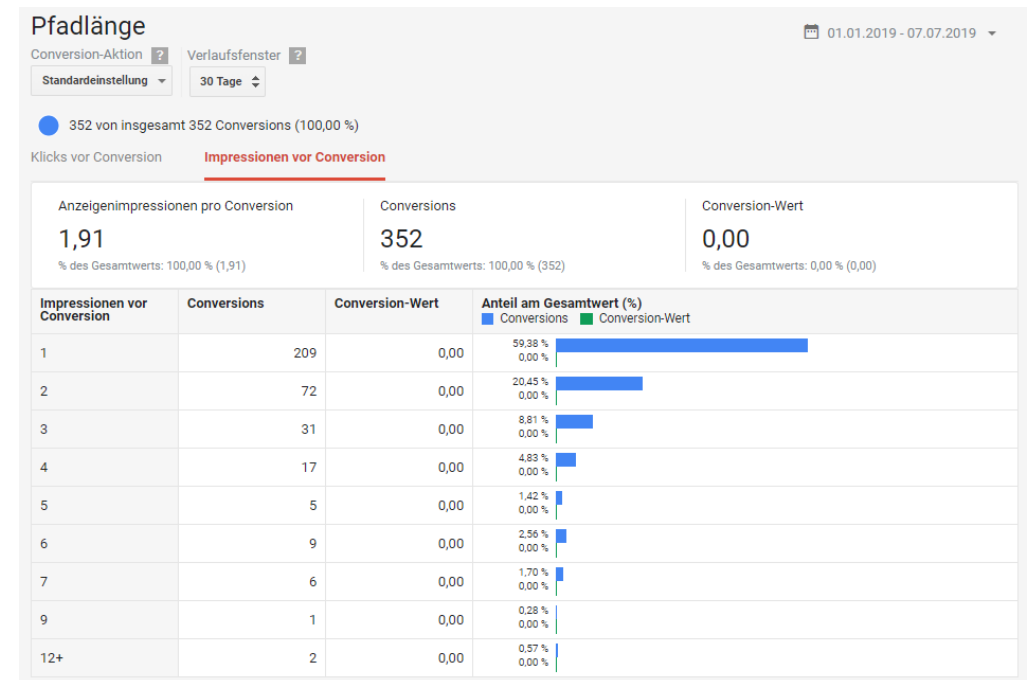 Pfadlänge
01.01.2019 - 07.07.2019
Conversion-Aktion ? Verlaufsfenster ?
Standardeinstellung 30 Tage
352 von insgesamt 352 Conversions (100,00 %)
Klicks vor Conversion Impressionen vor Conversion
Anzeigenimpressionen pro Conversion Conversions Conversion-Wert
1,91 352 0,00
% des Gesamtwerts: 100,00 % (1,91) % des Gesamtwerts: 100,00 % (352) % des Gesamtwerts: 0,00 % (0,00)
Impressionen vor Conversion Conversions Conversion-Wert Anteil am Gesamtwert (%)
Conversions Conversion-Wert
1 209 0,00 59,38 %
0,00 %
2 72 0,00 20,45 %
0,00 %
3 31 0,00 8,81 %
0,00 %
4 17 0,00 4,83 %
0,00 %
5 5 0,00 1,42 %
0,00 %
6 9 0,00 2,56 %
0,00 %
7 6 0,00 1,70 %
0,00 %
9 1 0,00 0,28 %
0,00 %
12+ 2 0,00 0,57 %
0,00 %